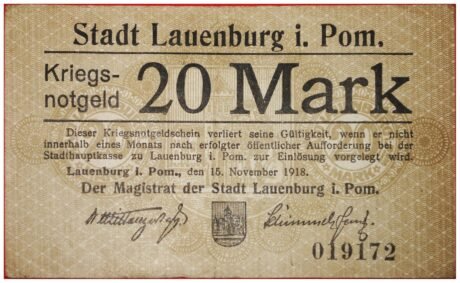 Stadt Lauenburg i. Pom.
Kriegs-
notgeld 20 Mark
Dieser Kriegsnotgeldschein verliert seine Gültigkeit, wenn er nicht
innerhalb eines Monats nach erfolgter öffentlicher Aufforderung bei der
Stadthauptkasse zu Lauenburg i. Pom. zur Einlösung vorgelegt wird.
Lauenburg i. Pom., den 15. November 1918.
Der Magistrat der Stadt Lauenburg i. Pom.
019172